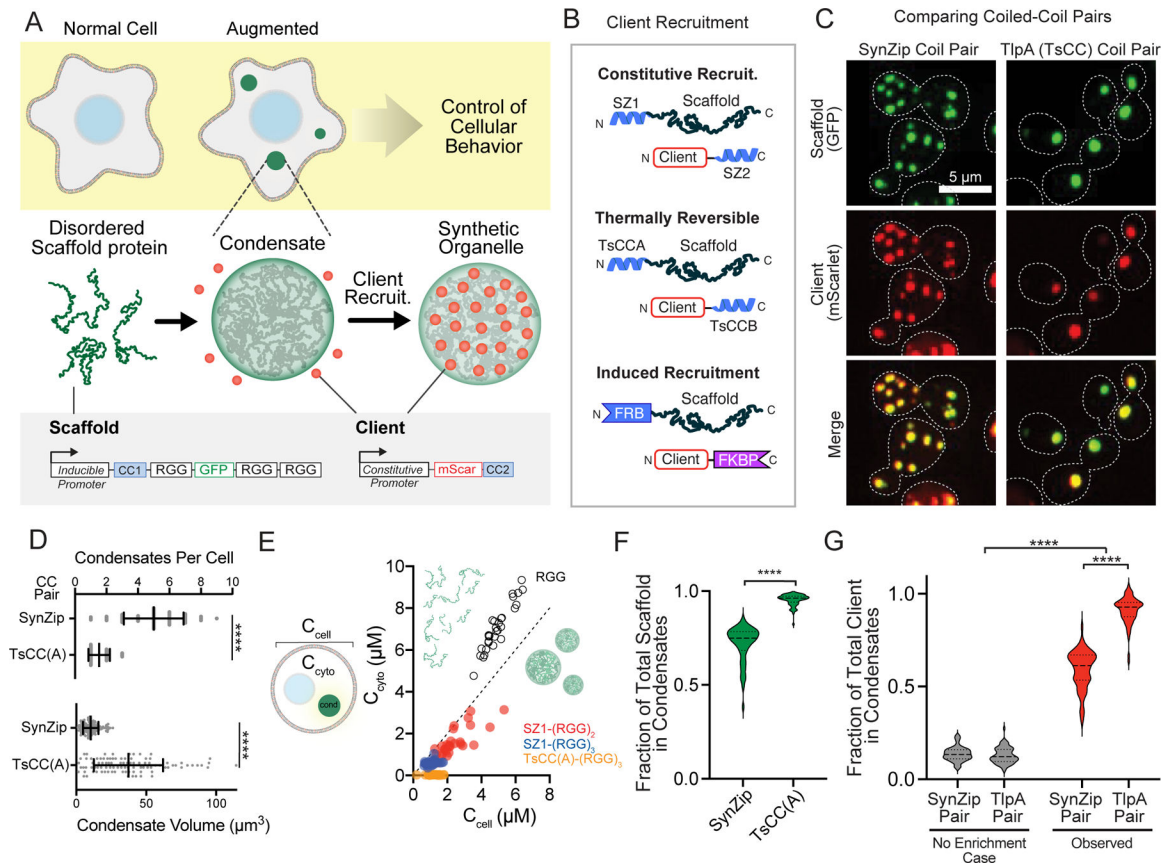 A
Normal Cell
Augmented
Control of
Cellular
Behavior
Disordered
Scaffold protein
Condensate
Synthetic
Organelle
Client
Recruit.
Scaffold
Inducible
Promoter
CC1
RGG
GFP
RGG
RGG
Client
Constitutive
Promoter
mScar
CC2
B
Client Recruitment
Constitutive Recruit.
SZ1
Scaffold
N
C
N
Client
C
SZ2
Thermally Reversible
TsCCA
Scaffold
N
C
N
Client
C
TsCCB
Induced Recruitment
Scaffold
N
FRB
C
N
Client
FKBP
C
C
Comparing Coiled-Coil Pairs
SynZip Coil Pair
TlpA (TsCC) Coil Pair
Scaffold
(GFP)
5 µm
Client
(mScarlet)
Merge
D
Condensates Per Cell
CC
Pair
0 2 4 6 8 10
SynZip
TsCC(A)
****
SynZip
TsCC(A)
****
0 50 100
Condensate Volume (µm³)
E
C_cell
C_cyto
cond
C_cyto (µM)
10
8
6
4
2
0
RGG
SZ1-(RGG)₂
SZ1-(RGG)₃
TsCC(A)-(RGG)₃
0 2 4 6 8
C_cell (µM)
F
Fraction of Total Scaffold
in Condensates
****
1.0
0.5
0.0
SynZip
TsCC(A)
G
Fraction of Total Client
in Condensates
****
****
1.0
0.5
0.0
SynZip
Pair
TlpA
Pair
SynZip
Pair
TlpA
Pair
No Enrichment
Case
Observed